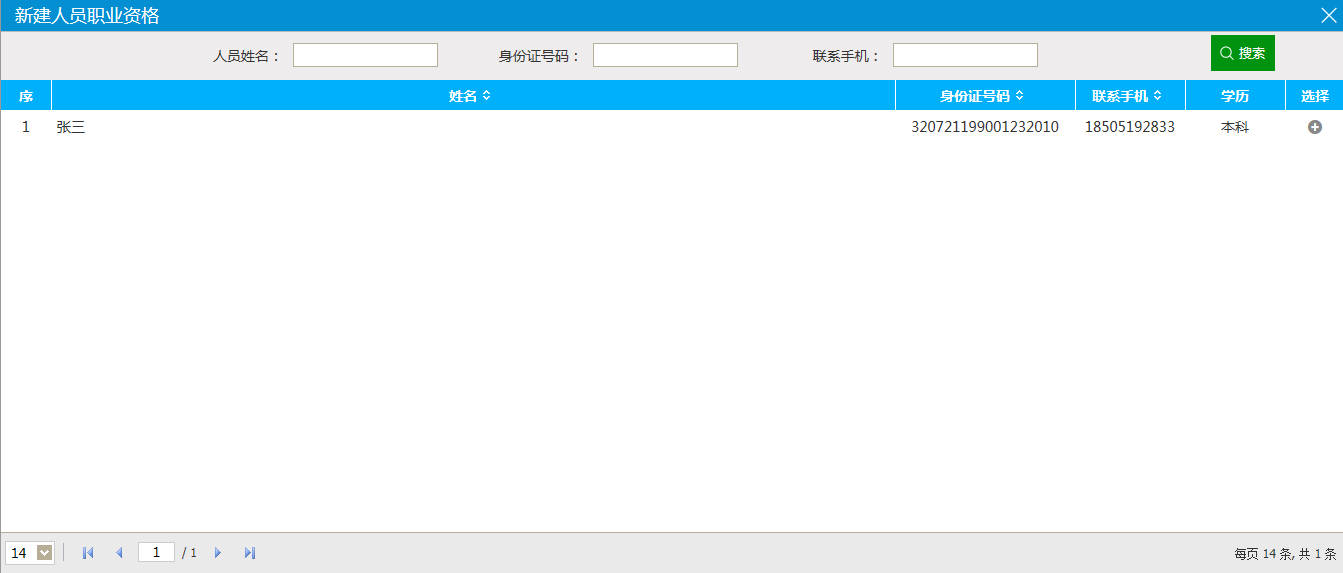 新建人员职业资格
人员姓名： 身份证号码： 联系手机： 搜索
序 姓名 身份证号码 联系手机 学历 选择
1 张三 320721199001232010 18505192833 本科
14 1 / 1 每页 14 条, 共 1 条